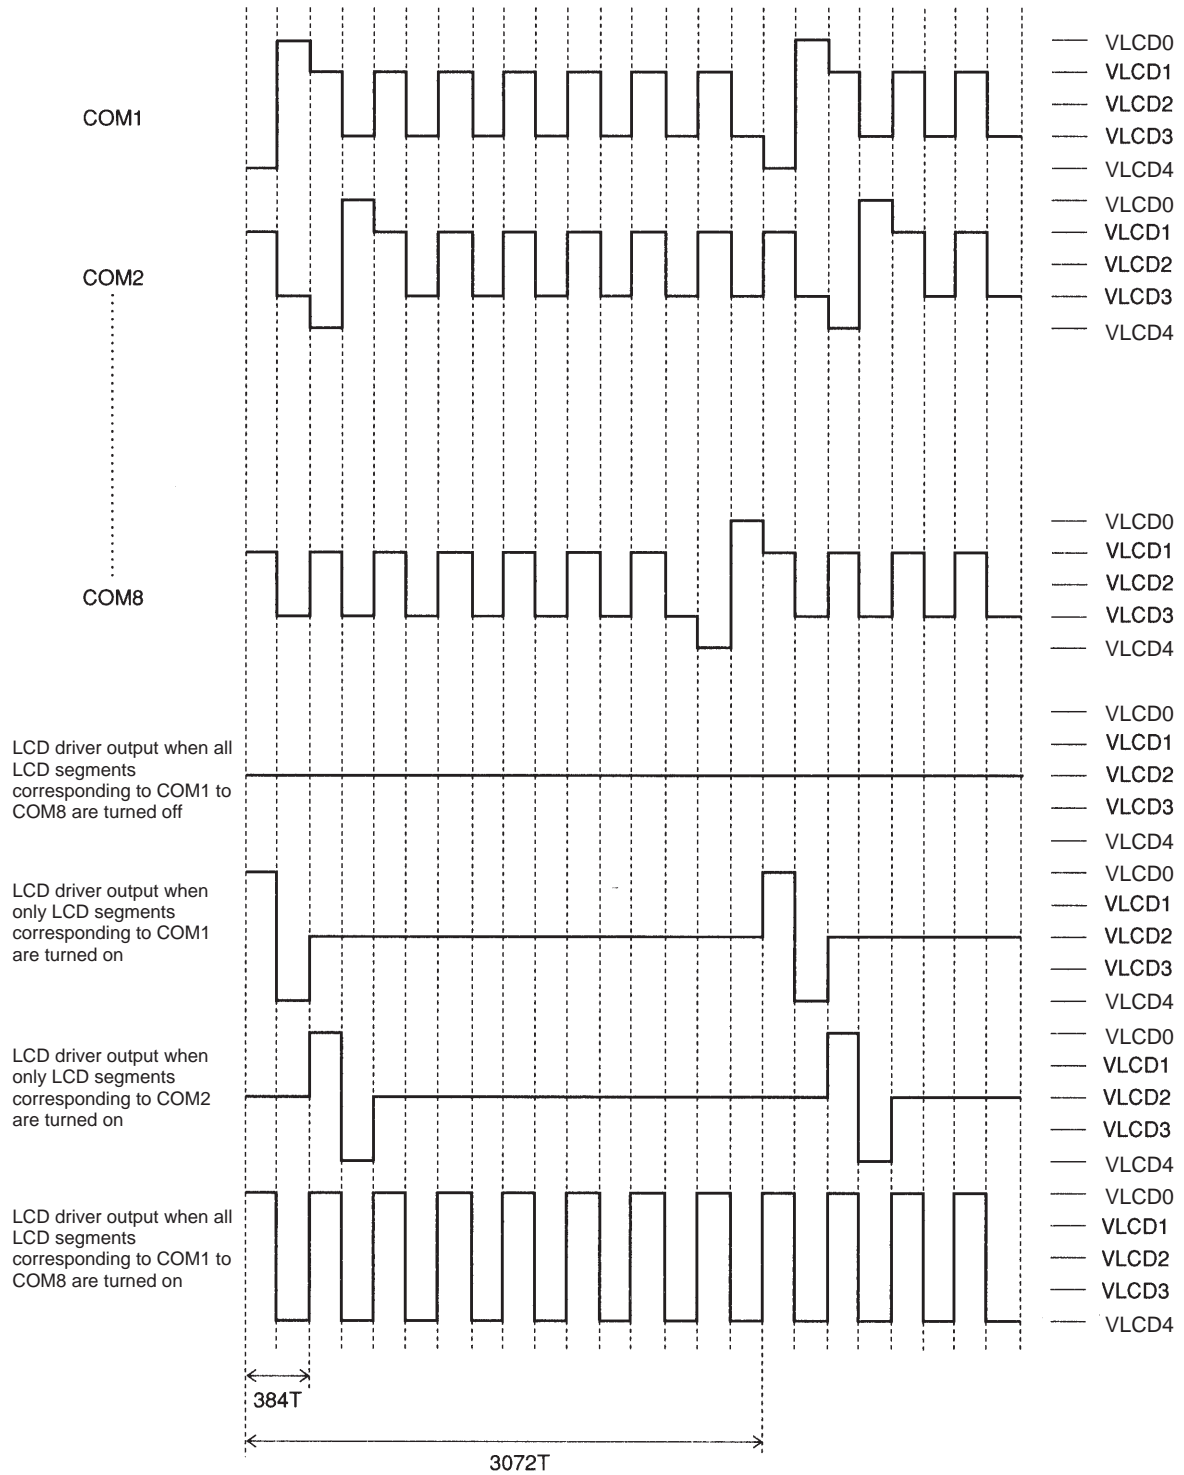 VLCD0
VLCD1
COM1
VLCD2
VLCD3
VLCD4
VLCD0
VLCD1
COM2
VLCD2
VLCD3
VLCD4
VLCD0
VLCD1
VLCD2
COM8
VLCD3
VLCD4
VLCD0
LCD driver output when all
LCD segments
corresponding to COM1 to
COM8 are turned off
VLCD1
VLCD2
VLCD3
VLCD4
VLCD0
LCD driver output when
only LCD segments
corresponding to COM1
are turned on
VLCD1
VLCD2
VLCD3
VLCD4
VLCD0
LCD driver output when
only LCD segments
corresponding to COM2
are turned on
VLCD1
VLCD2
VLCD3
VLCD4
VLCD0
LCD driver output when all
LCD segments
corresponding to COM1 to
COM8 are turned on
VLCD1
VLCD2
VLCD3
VLCD4
384T
3072T